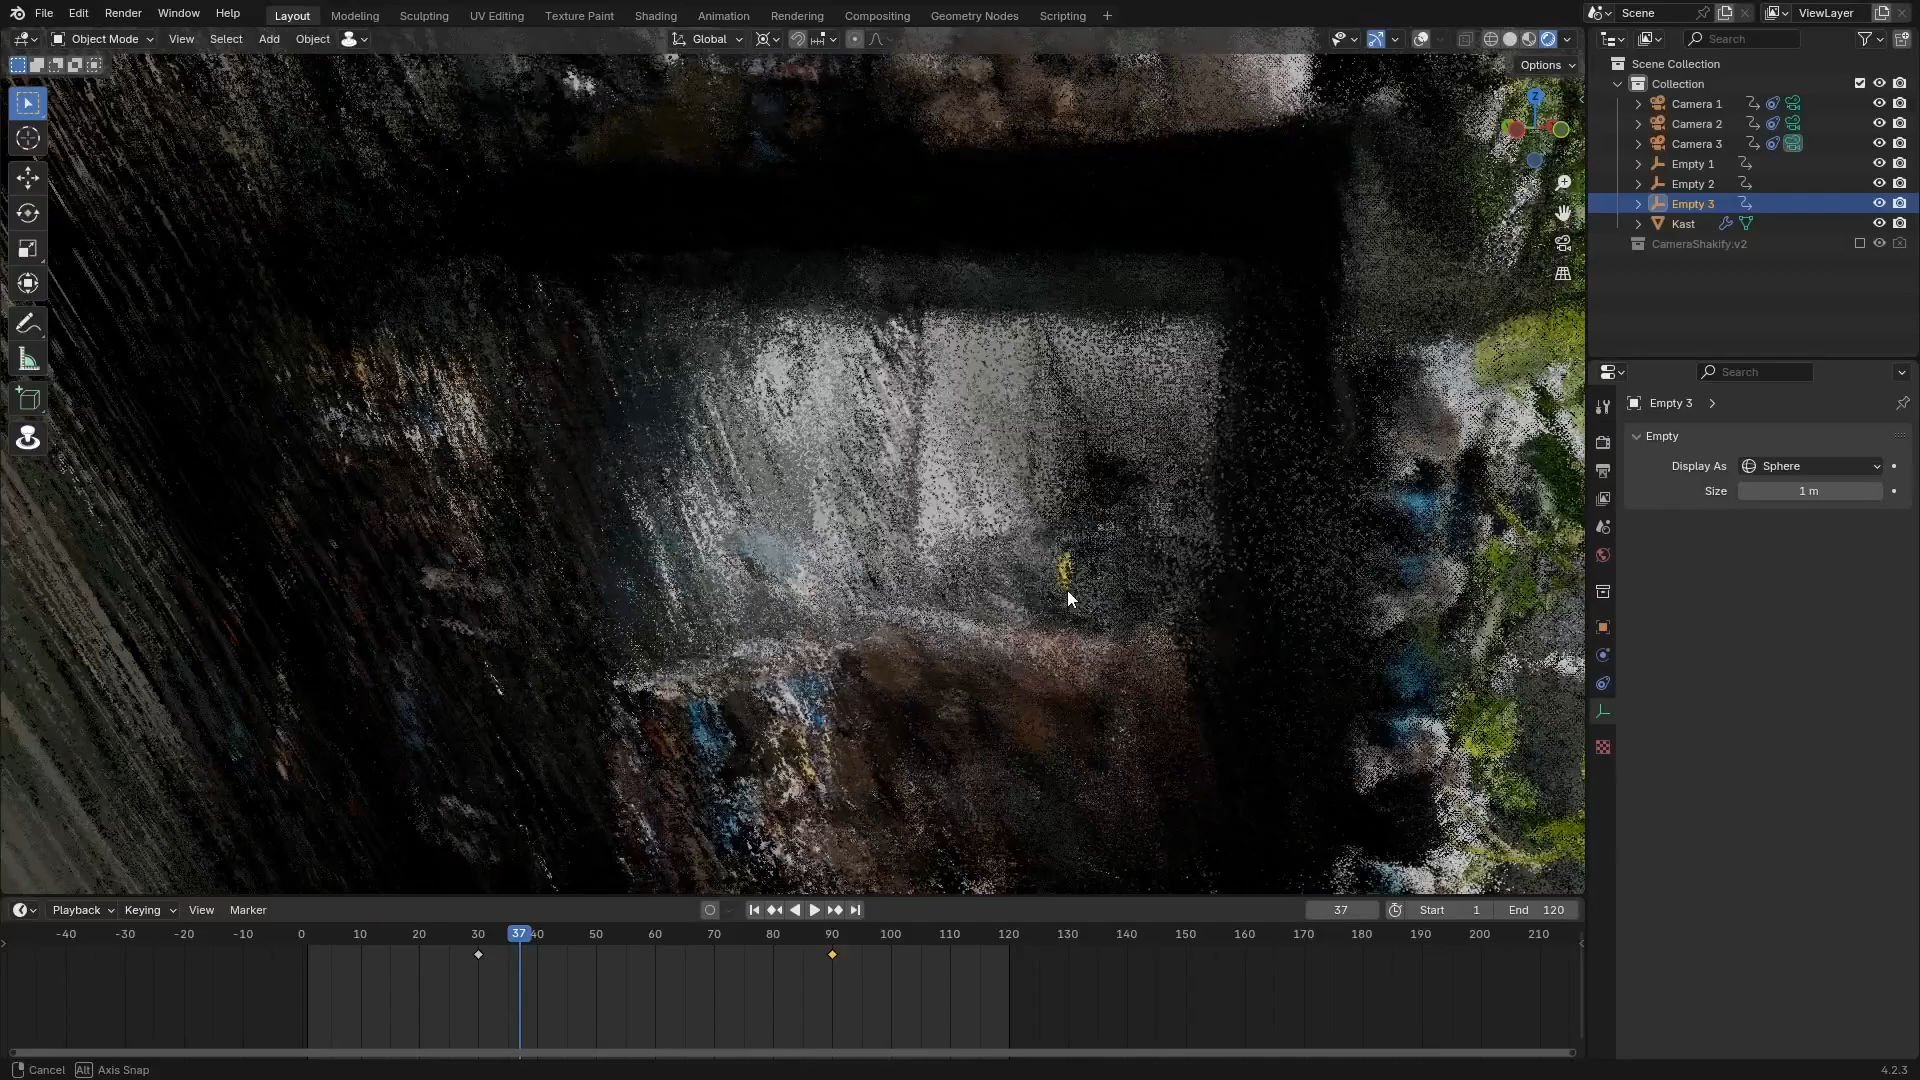 File Edit Render Window Help Layout Modeling Sculpting UV Editing Texture Paint Shading Animation Rendering Compositing Geometry Nodes Scripting + Scene ViewLayer
Object Mode View Select Add Object Global Search
Options
Scene Collection
Collection
Camera 1
Camera 2
Camera 3
Empty 1
Empty 2
Empty 3
Kast
CameraShakify.v2
Z
Search
Empty 3
Empty
Display As Sphere
Size 1 m
Playback Keying View Marker 37 Start 1 End 120
-40 -30 -20 -10 0 10 20 30 37 40 50 60 70 80 90 100 110 120 130 140 150 160 170 180 190 200 210
Cancel Alt Axis Snap 4.2.3